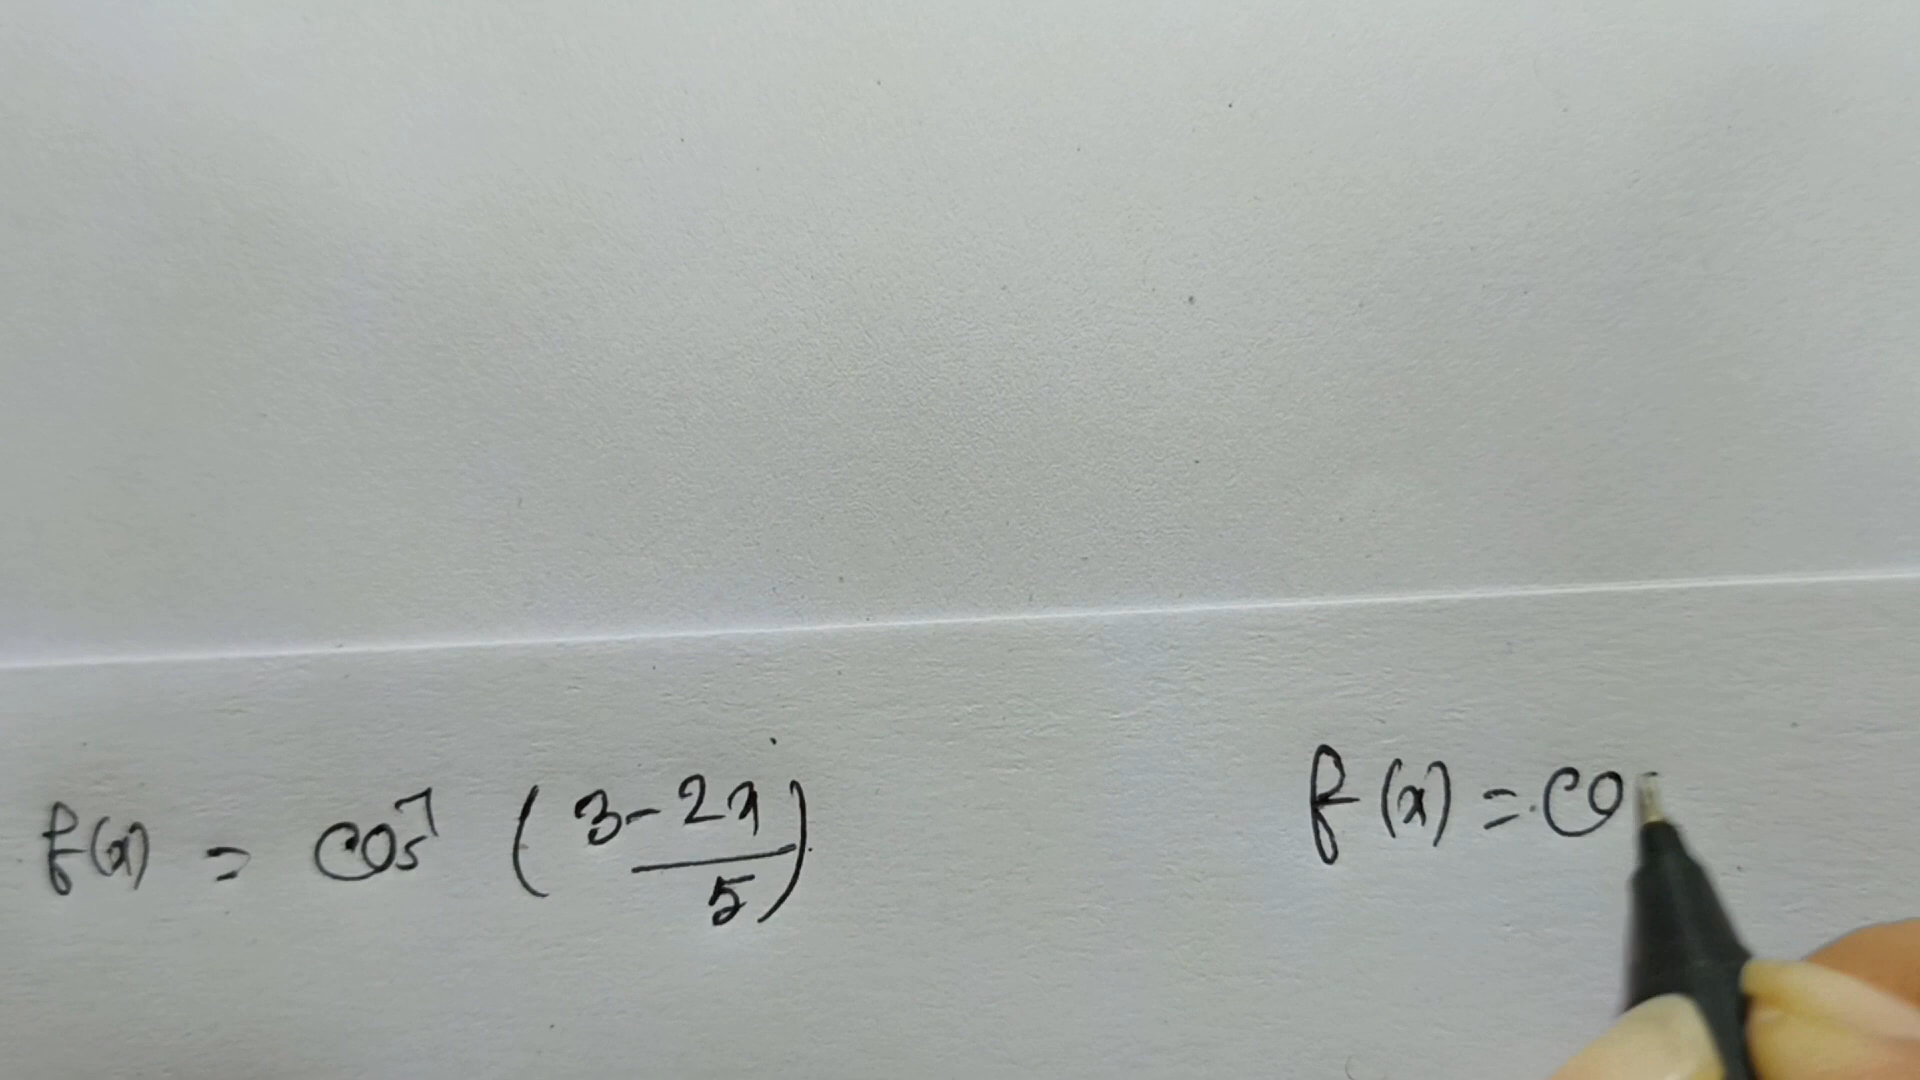 f(x) = cos⁻¹ (3-2x/5)
f(x) = co